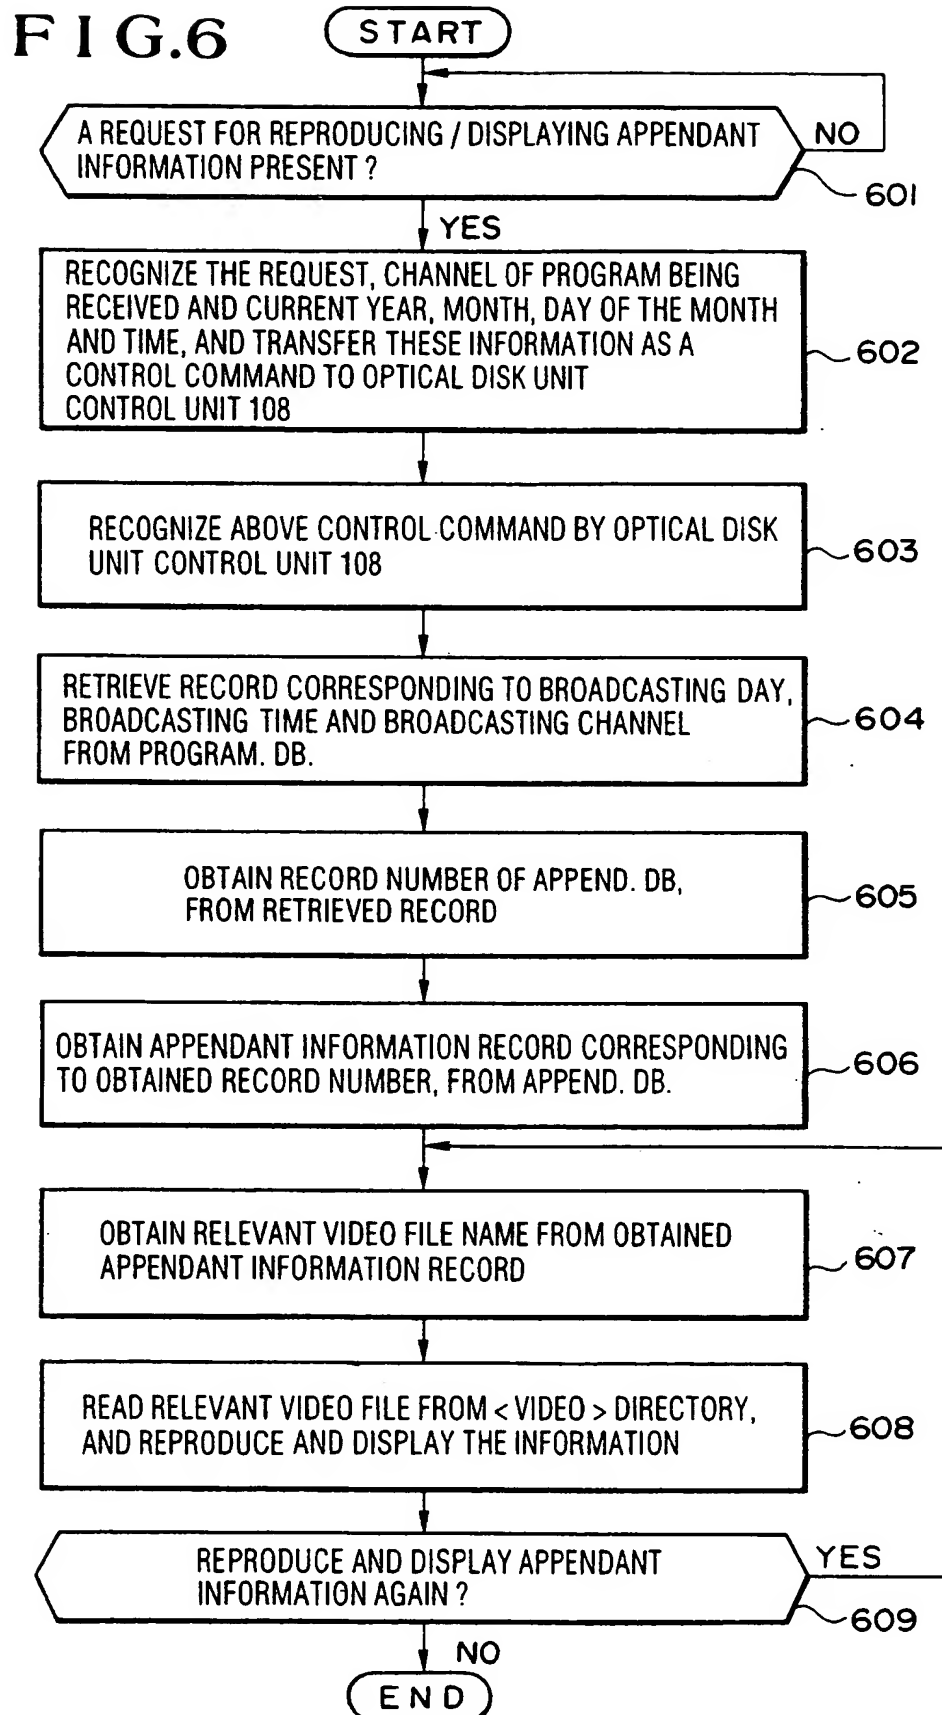 FIG.6
START
A REQUEST FOR REPRODUCING / DISPLAYING APPENDANT
INFORMATION PRESENT ?
NO
601
YES
RECOGNIZE THE REQUEST, CHANNEL OF PROGRAM BEING
RECEIVED AND CURRENT YEAR, MONTH, DAY OF THE MONTH
AND TIME, AND TRANSFER THESE INFORMATION AS A
CONTROL COMMAND TO OPTICAL DISK UNIT
CONTROL UNIT 108
602
RECOGNIZE ABOVE CONTROL COMMAND BY OPTICAL DISK
UNIT CONTROL UNIT 108
603
RETRIEVE RECORD CORRESPONDING TO BROADCASTING DAY,
BROADCASTING TIME AND BROADCASTING CHANNEL
FROM PROGRAM. DB.
604
OBTAIN RECORD NUMBER OF APPEND. DB,
FROM RETRIEVED RECORD
605
OBTAIN APPENDANT INFORMATION RECORD CORRESPONDING
TO OBTAINED RECORD NUMBER, FROM APPEND. DB.
606
OBTAIN RELEVANT VIDEO FILE NAME FROM OBTAINED
APPENDANT INFORMATION RECORD
607
READ RELEVANT VIDEO FILE FROM < VIDEO > DIRECTORY,
AND REPRODUCE AND DISPLAY THE INFORMATION
608
REPRODUCE AND DISPLAY APPENDANT
INFORMATION AGAIN ?
YES
609
NO
END